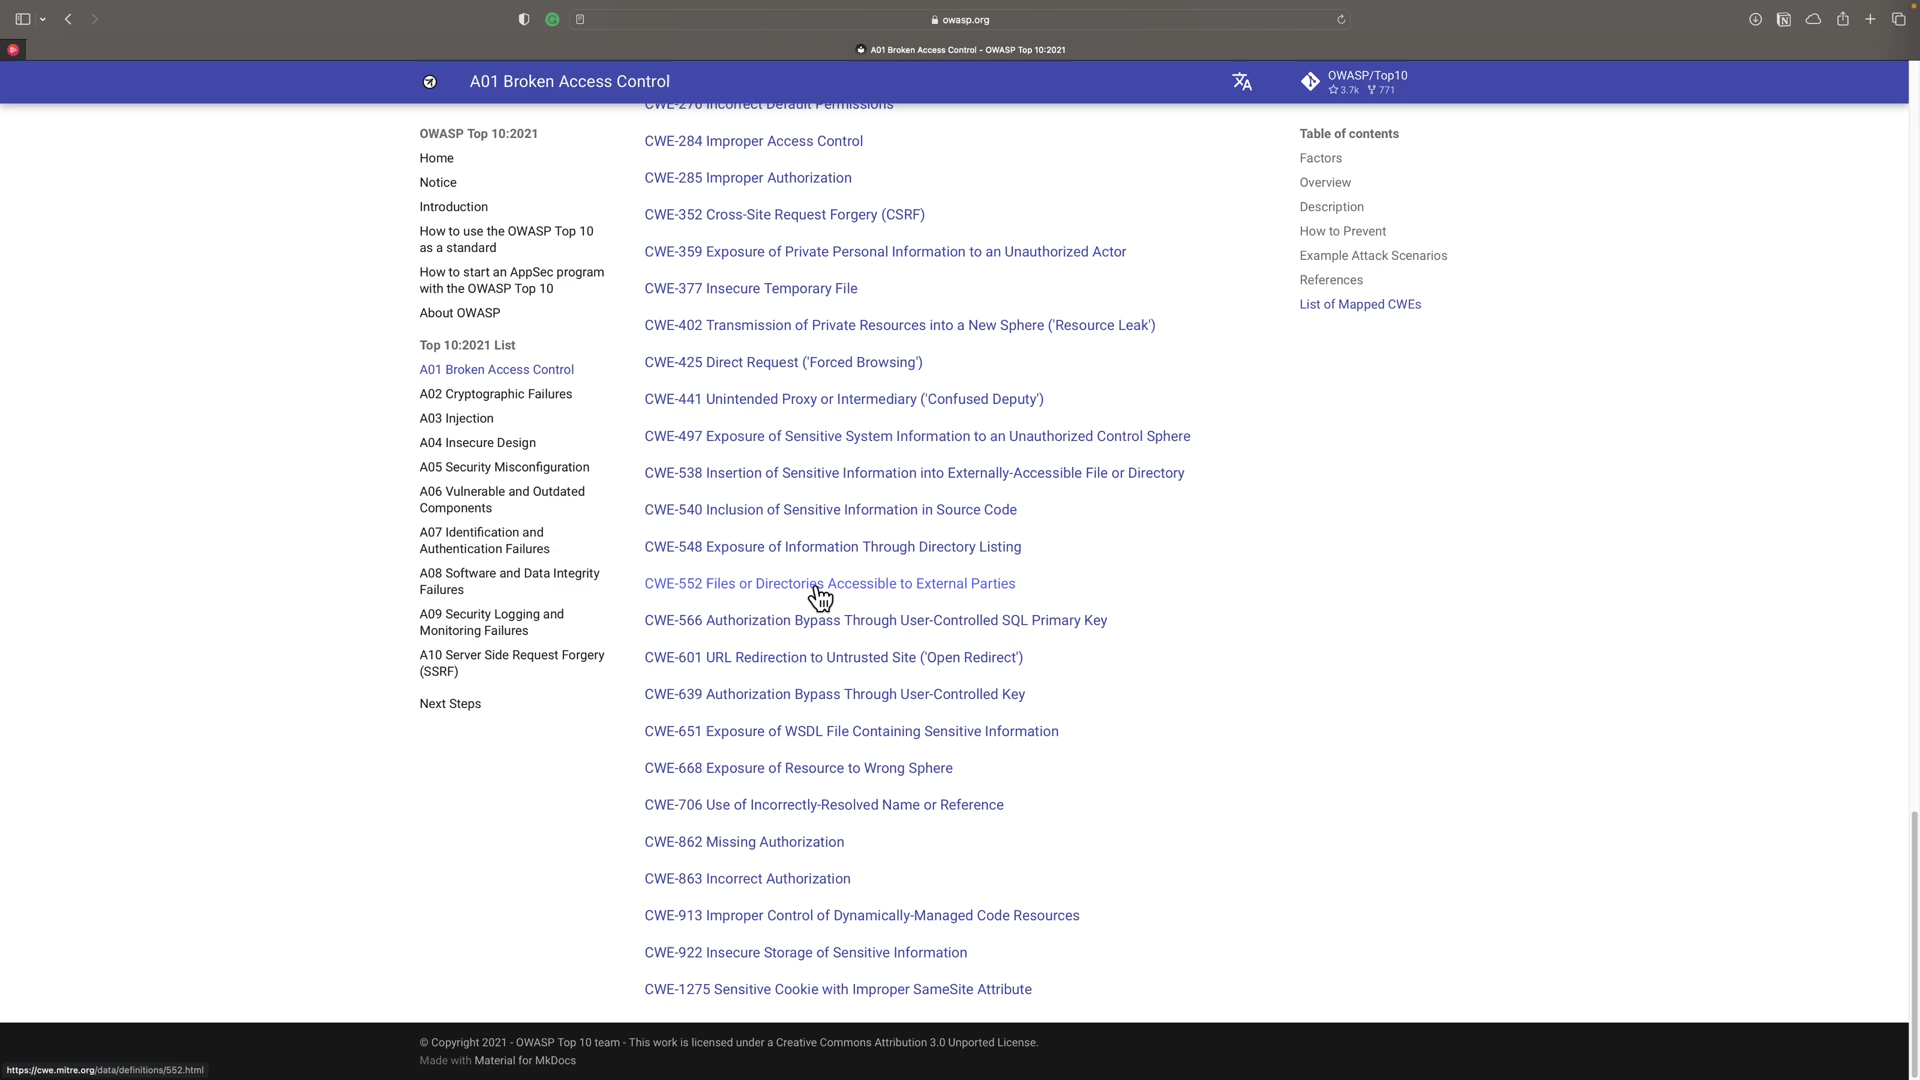 owasp.org
A01 Broken Access Control - OWASP Top 10:2021
A01 Broken Access Control
OWASP/Top10
3.7k 771
OWASP Top 10:2021
Home
Notice
Introduction
How to use the OWASP Top 10
as a standard
How to start an AppSec program
with the OWASP Top 10
About OWASP
Top 10:2021 List
A01 Broken Access Control
A02 Cryptographic Failures
A03 Injection
A04 Insecure Design
A05 Security Misconfiguration
A06 Vulnerable and Outdated
Components
A07 Identification and
Authentication Failures
A08 Software and Data Integrity
Failures
A09 Security Logging and
Monitoring Failures
A10 Server Side Request Forgery
(SSRF)
Next Steps
CWE-276 Incorrect Default Permissions
CWE-284 Improper Access Control
CWE-285 Improper Authorization
CWE-352 Cross-Site Request Forgery (CSRF)
CWE-359 Exposure of Private Personal Information to an Unauthorized Actor
CWE-377 Insecure Temporary File
CWE-402 Transmission of Private Resources into a New Sphere ('Resource Leak')
CWE-425 Direct Request ('Forced Browsing')
CWE-441 Unintended Proxy or Intermediary ('Confused Deputy')
CWE-497 Exposure of Sensitive System Information to an Unauthorized Control Sphere
CWE-538 Insertion of Sensitive Information into Externally-Accessible File or Directory
CWE-540 Inclusion of Sensitive Information in Source Code
CWE-548 Exposure of Information Through Directory Listing
CWE-552 Files or Directories Accessible to External Parties
CWE-566 Authorization Bypass Through User-Controlled SQL Primary Key
CWE-601 URL Redirection to Untrusted Site ('Open Redirect')
CWE-639 Authorization Bypass Through User-Controlled Key
CWE-651 Exposure of WSDL File Containing Sensitive Information
CWE-668 Exposure of Resource to Wrong Sphere
CWE-706 Use of Incorrectly-Resolved Name or Reference
CWE-862 Missing Authorization
CWE-863 Incorrect Authorization
CWE-913 Improper Control of Dynamically-Managed Code Resources
CWE-922 Insecure Storage of Sensitive Information
CWE-1275 Sensitive Cookie with Improper SameSite Attribute
Table of contents
Factors
Overview
Description
How to Prevent
Example Attack Scenarios
References
List of Mapped CWEs
© Copyright 2021 - OWASP Top 10 team - This work is licensed under a Creative Commons Attribution 3.0 Unported License.
Made with Material for MkDocs
https://cwe.mitre.org/data/definitions/552.html